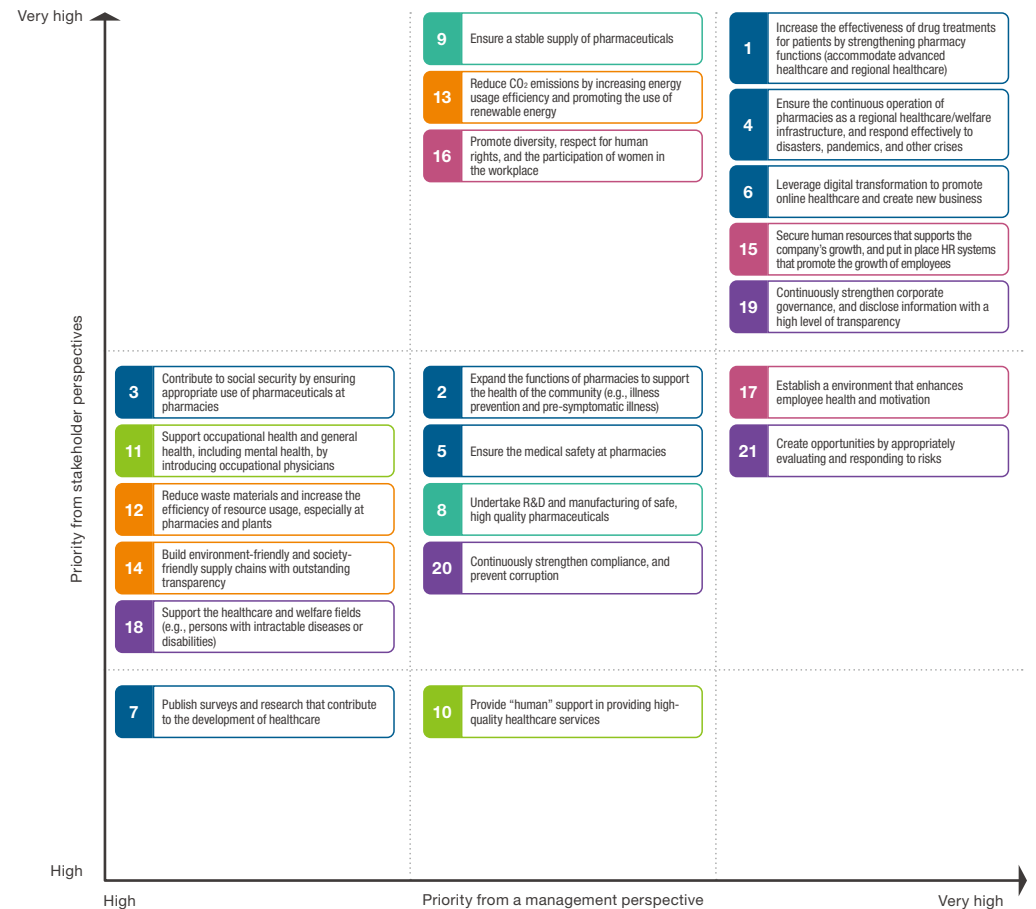 Very high
9
Ensure a stable supply of pharmaceuticals
13
Reduce CO₂ emissions by increasing energy
usage efficiency and promoting the use of
renewable energy
16
Promote diversity, respect for human
rights, and the participation of women in
the workplace
1
Increase the effectiveness of drug treatments
for patients by strengthening pharmacy
functions (accommodate advanced
healthcare and regional healthcare)
4
Ensure the continuous operation of
pharmacies as a regional healthcare/welfare
infrastructure, and respond effectively to
disasters, pandemics, and other crises
6
Leverage digital transformation to promote
online healthcare and create new business
15
Secure human resources that supports the
company's growth, and put in place HR systems
that promote the growth of employees
19
Continuously strengthen corporate
governance, and disclose information with a
high level of transparency
Priority from stakeholder perspectives
3
Contribute to social security by ensuring
appropriate use of pharmaceuticals at
pharmacies
11
Support occupational health and general
health, including mental health, by
introducing occupational physicians
12
Reduce waste materials and increase the
efficiency of resource usage, especially at
pharmacies and plants
14
Build environment-friendly and society-
friendly supply chains with outstanding
transparency
18
Support the healthcare and welfare fields
(e.g., persons with intractable diseases or
disabilities)
2
Expand the functions of pharmacies to support
the health of the community (e.g., illness
prevention and pre-symptomatic illness)
5
Ensure the medical safety at pharmacies
8
Undertake R&D and manufacturing of safe,
high quality pharmaceuticals
20
Continuously strengthen compliance, and
prevent corruption
17
Establish a environment that enhances
employee health and motivation
21
Create opportunities by appropriately
evaluating and responding to risks
7
Publish surveys and research that contribute
to the development of healthcare
10
Provide “human” support in providing high-
quality healthcare services
High
High
Priority from a management perspective
Very high